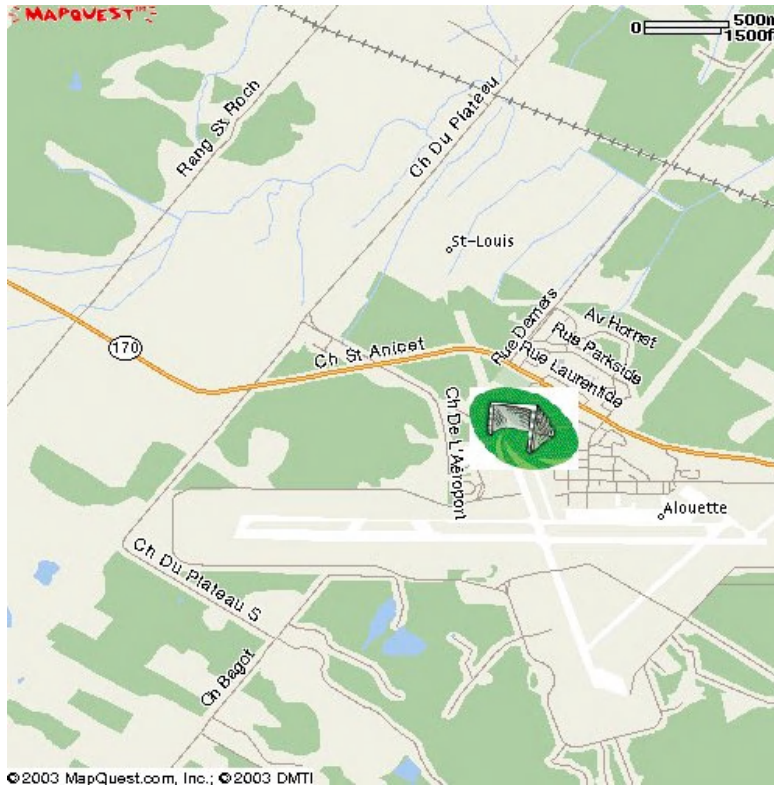 MAPQUEST
0 500m
1500f
Rang St Roch
Ch Du Plateau
St-Louis
Rue Demers
Av Hornet
Rue Parkside
Rue Laurentide
170
Ch St Anicet
Ch De L'Aéroport
Alouette
Ch Du Plateau S
Ch Bagot
©2003 MapQuest.com, Inc.; ©2003 DMTI